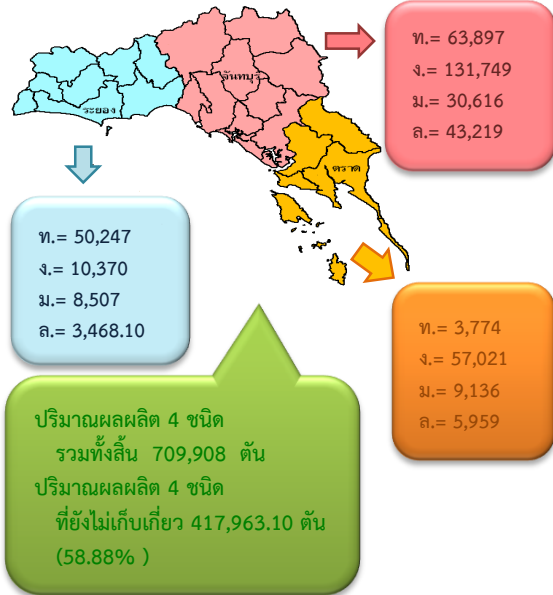 จันทบุรี
ระยอง
ตราด
ท.= 63,897
ง.= 131,749
ม.= 30,616
ล.= 43,219
ท.= 50,247
ง.= 10,370
ม.= 8,507
ล.= 3,468.10
ท.= 3,774
ง.= 57,021
ม.= 9,136
ล.= 5,959
ปริมาณผลผลิต 4 ชนิด
รวมทั้งสิ้น 709,908 ตัน
ปริมาณผลผลิต 4 ชนิด
ที่ยังไม่เก็บเกี่ยว 417,963.10 ตัน
(58.88% )